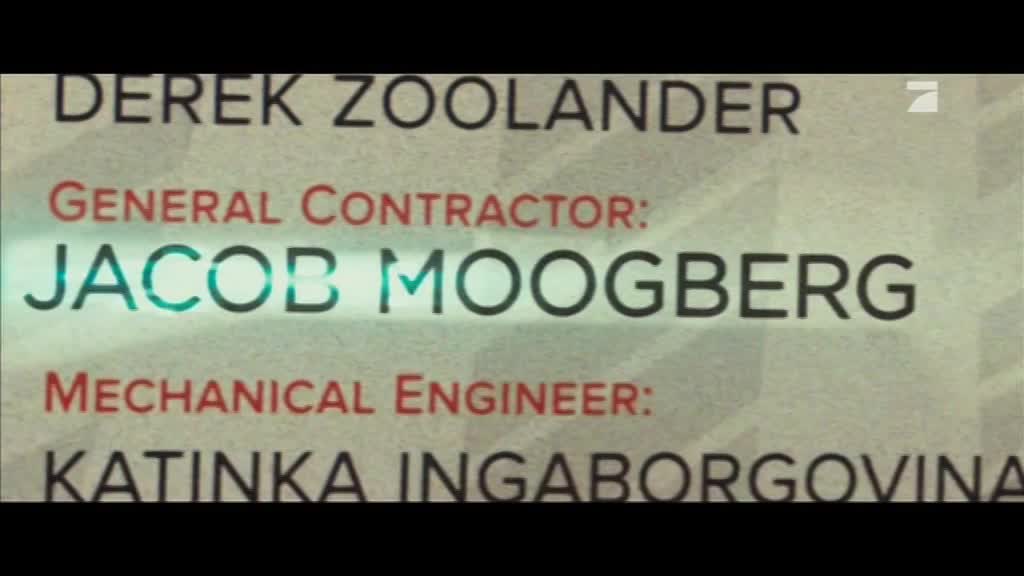 DEREK ZOOLANDER
GENERAL CONTRACTOR:
JACOB MOOGBERG
MECHANICAL ENGINEER:
KATINKA INGABORGOVINA